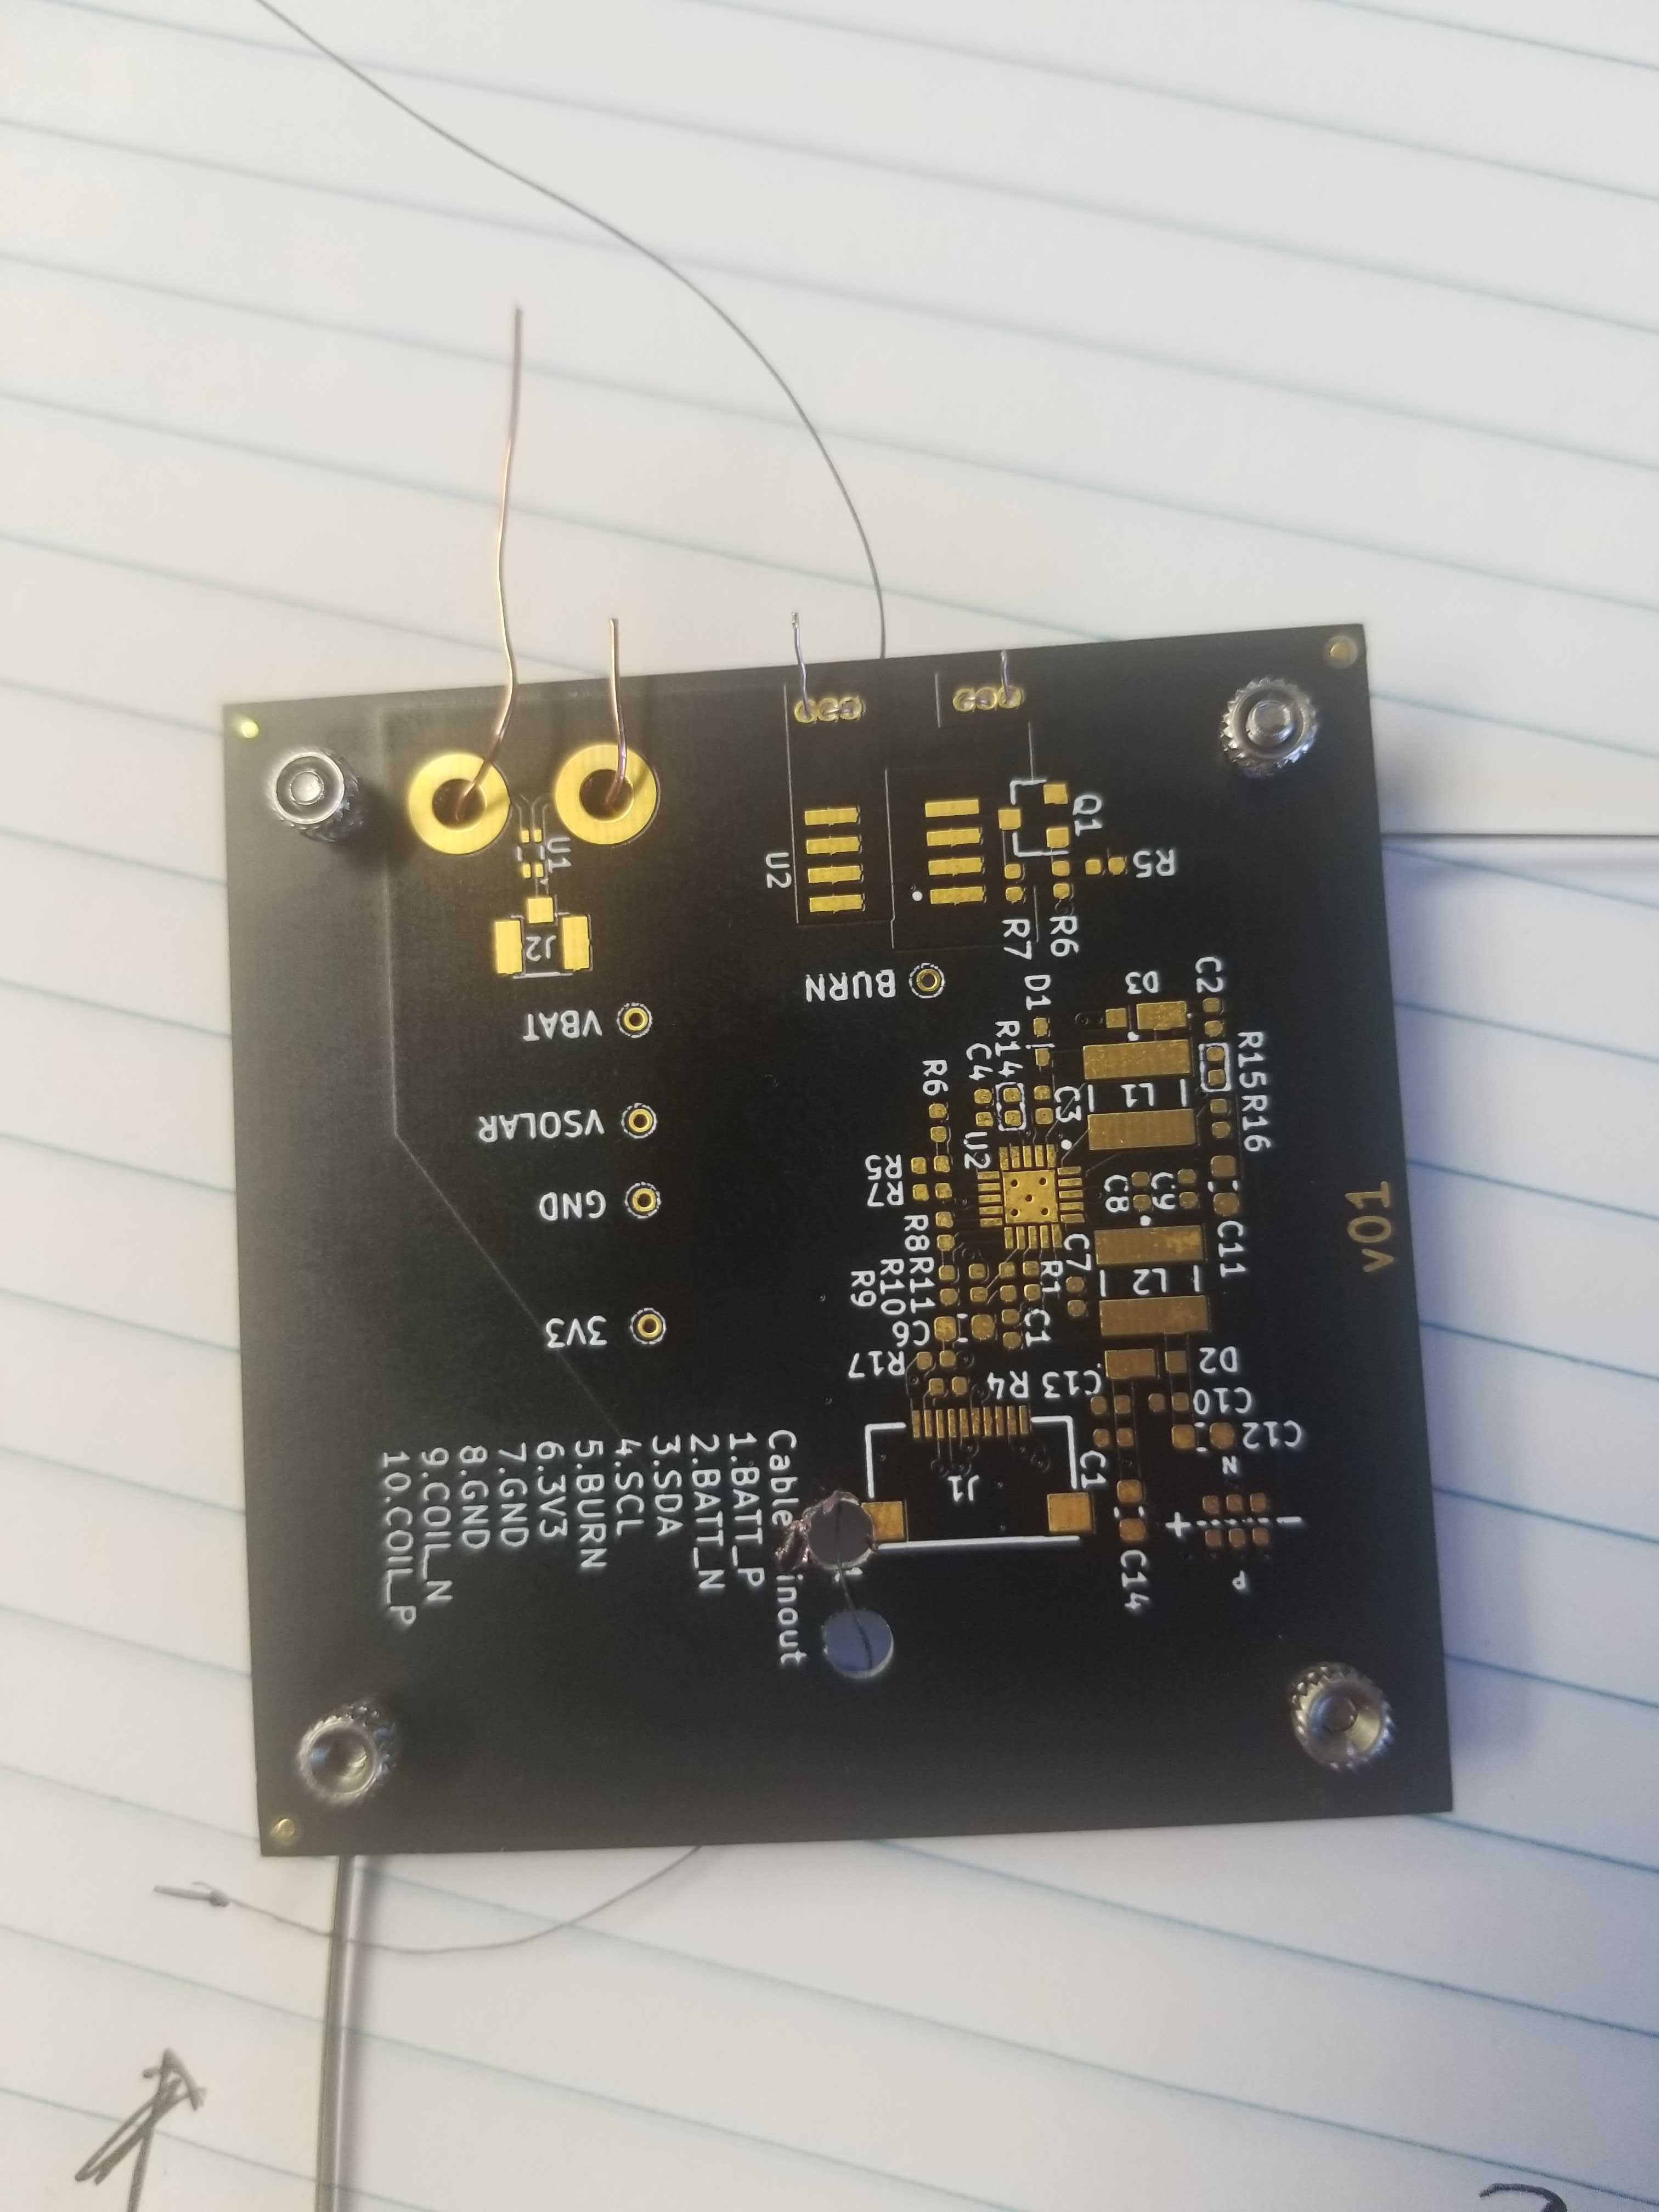 Q1
U1
U2
R5
J2
R7
R6
BURN
D1
D3
C2
VBAT
R14
C4
R6
C3
L1
R15R16
VSOLAR
U2
R5
R7
C8
C9
GND
R8
C7
C11
V01
R11
R10
R9
R1
L2
3V3
C6
C1
R17
D2
R4
C13
C10
C12
N
Cable inout
1.BATT_P
2.BATT_N
3.SDA
4.SCL
5.BURN
6.3V3
7.GND
8.GND
9.COIL_N
10.COIL_P
J1
C1
+
-
P
C14